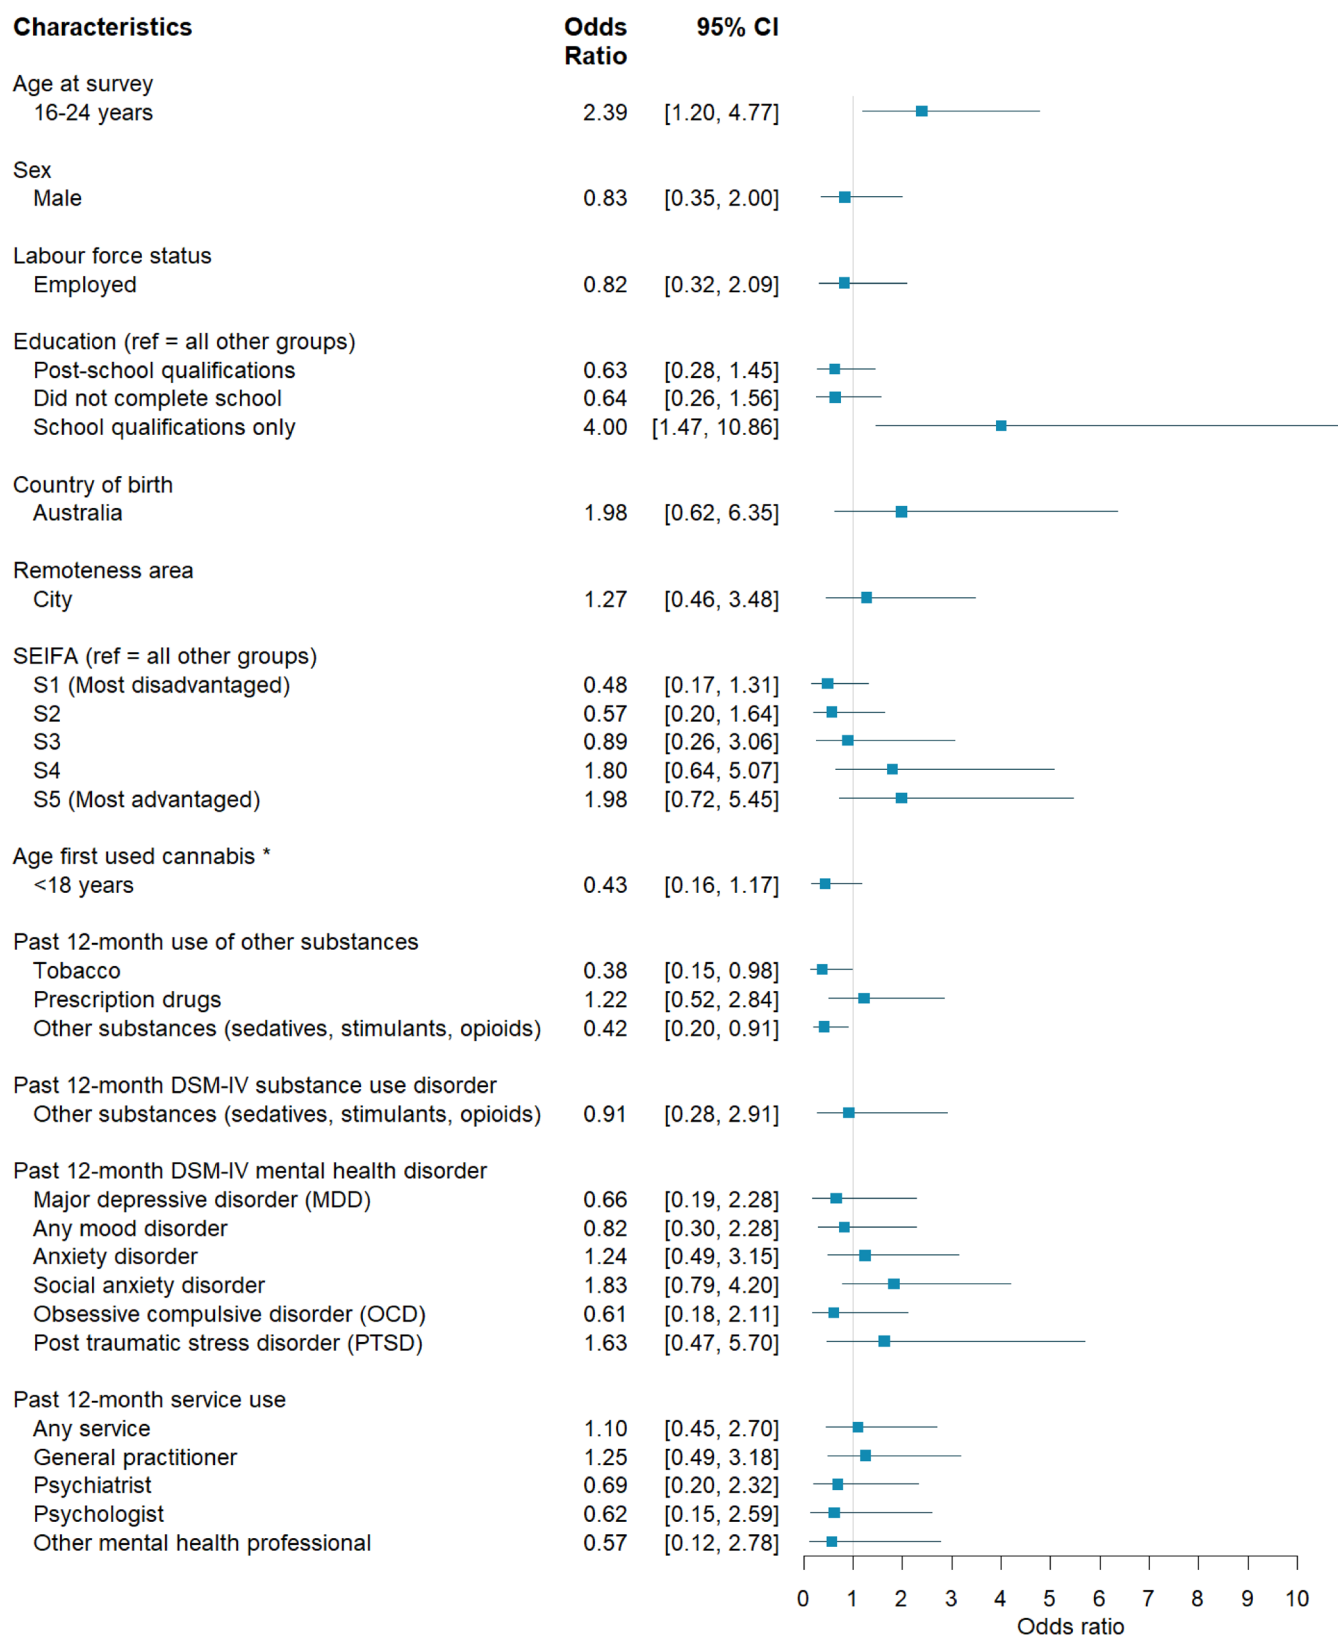 Characteristics Odds Ratio 95% CI
Age at survey
16-24 years 2.39 [1.20, 4.77]
Sex
Male 0.83 [0.35, 2.00]
Labour force status
Employed 0.82 [0.32, 2.09]
Education (ref = all other groups)
Post-school qualifications 0.63 [0.28, 1.45]
Did not complete school 0.64 [0.26, 1.56]
School qualifications only 4.00 [1.47, 10.86]
Country of birth
Australia 1.98 [0.62, 6.35]
Remoteness area
City 1.27 [0.46, 3.48]
SEIFA (ref = all other groups)
S1 (Most disadvantaged) 0.48 [0.17, 1.31]
S2 0.57 [0.20, 1.64]
S3 0.89 [0.26, 3.06]
S4 1.80 [0.64, 5.07]
S5 (Most advantaged) 1.98 [0.72, 5.45]
Age first used cannabis *
<18 years 0.43 [0.16, 1.17]
Past 12-month use of other substances
Tobacco 0.38 [0.15, 0.98]
Prescription drugs 1.22 [0.52, 2.84]
Other substances (sedatives, stimulants, opioids) 0.42 [0.20, 0.91]
Past 12-month DSM-IV substance use disorder
Other substances (sedatives, stimulants, opioids) 0.91 [0.28, 2.91]
Past 12-month DSM-IV mental health disorder
Major depressive disorder (MDD) 0.66 [0.19, 2.28]
Any mood disorder 0.82 [0.30, 2.28]
Anxiety disorder 1.24 [0.49, 3.15]
Social anxiety disorder 1.83 [0.79, 4.20]
Obsessive compulsive disorder (OCD) 0.61 [0.18, 2.11]
Post traumatic stress disorder (PTSD) 1.63 [0.47, 5.70]
Past 12-month service use
Any service 1.10 [0.45, 2.70]
General practitioner 1.25 [0.49, 3.18]
Psychiatrist 0.69 [0.20, 2.32]
Psychologist 0.62 [0.15, 2.59]
Other mental health professional 0.57 [0.12, 2.78]
0 1 2 3 4 5 6 7 8 9 10
Odds ratio